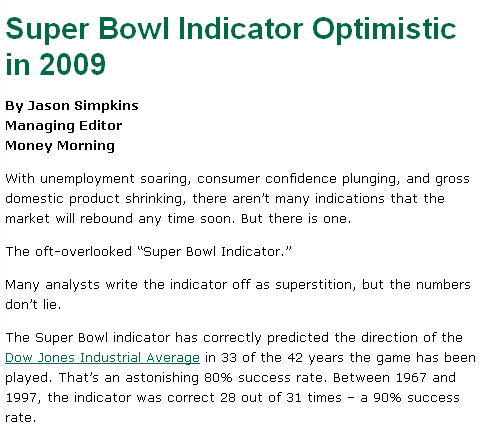 Super Bowl Indicator Optimistic
in 2009
By Jason Simpkins
Managing Editor
Money Morning
With unemployment soaring, consumer confidence plunging, and gross
domestic product shrinking, there aren’t many indications that the
market will rebound any time soon. But there is one.
The oft-overlooked “Super Bowl Indicator.”
Many analysts write the indicator off as superstition, but the numbers
don’t lie.
The Super Bowl indicator has correctly predicted the direction of the
Dow Jones Industrial Average in 33 of the 42 years the game has been
played. That’s an astonishing 80% success rate. Between 1967 and
1997, the indicator was correct 28 out of 31 times – a 90% success
rate.